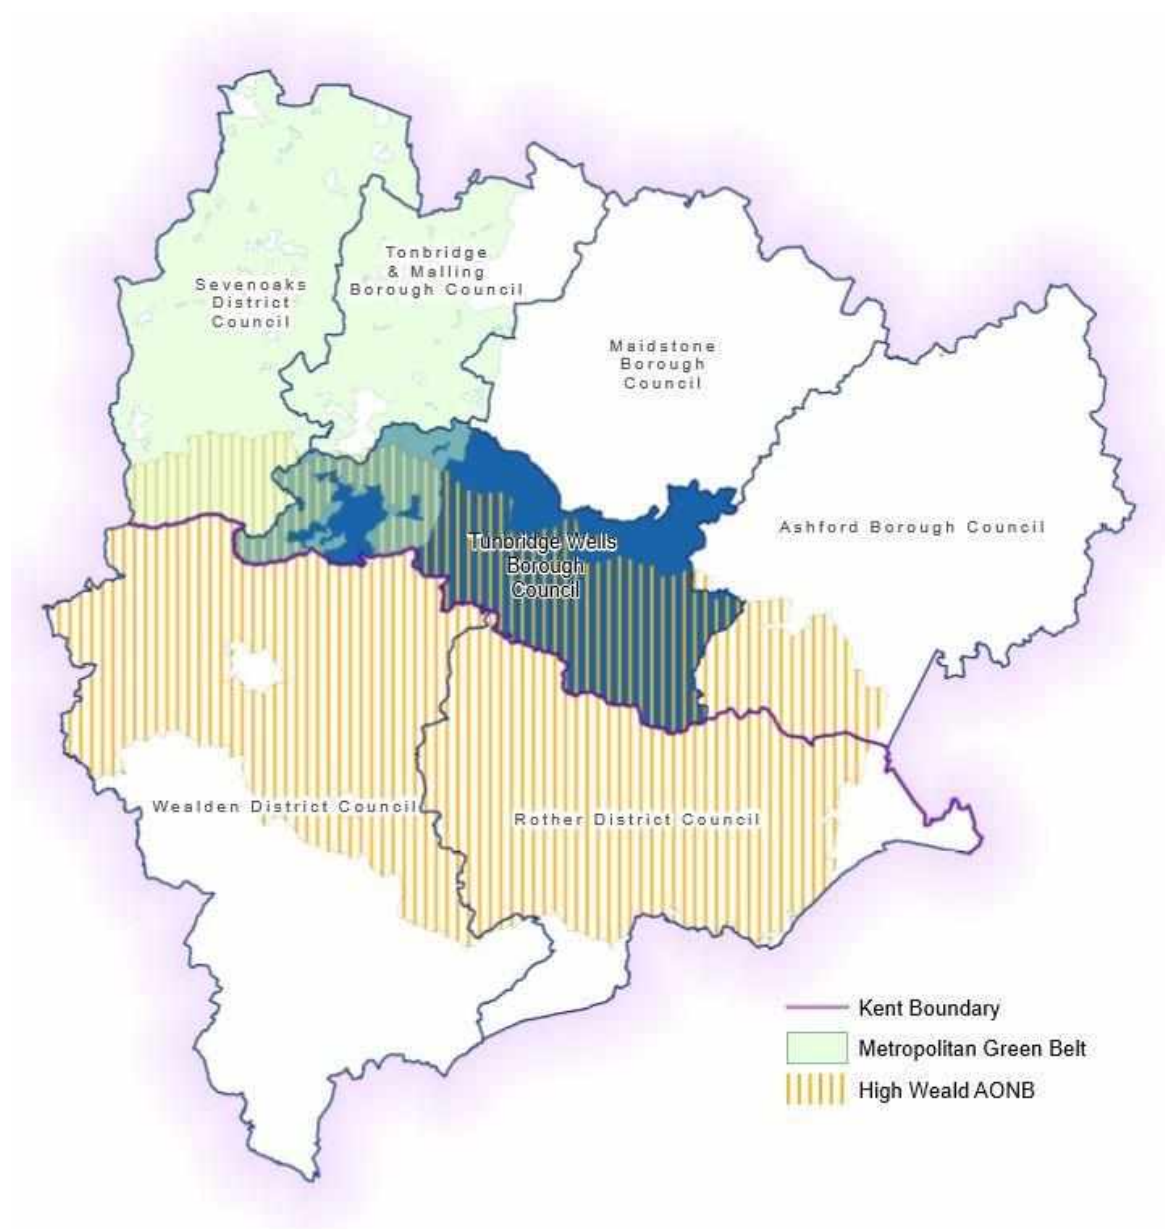 Tonbridge
& Malling
Borough Council
Sevenoaks
District
Council
Maidstone
Borough
Council
Ashford Borough Council
Tunbridge Wells
Borough
Council
Wealden District Council
Rother District Council
Kent Boundary
Metropolitan Green Belt
High Weald AONB